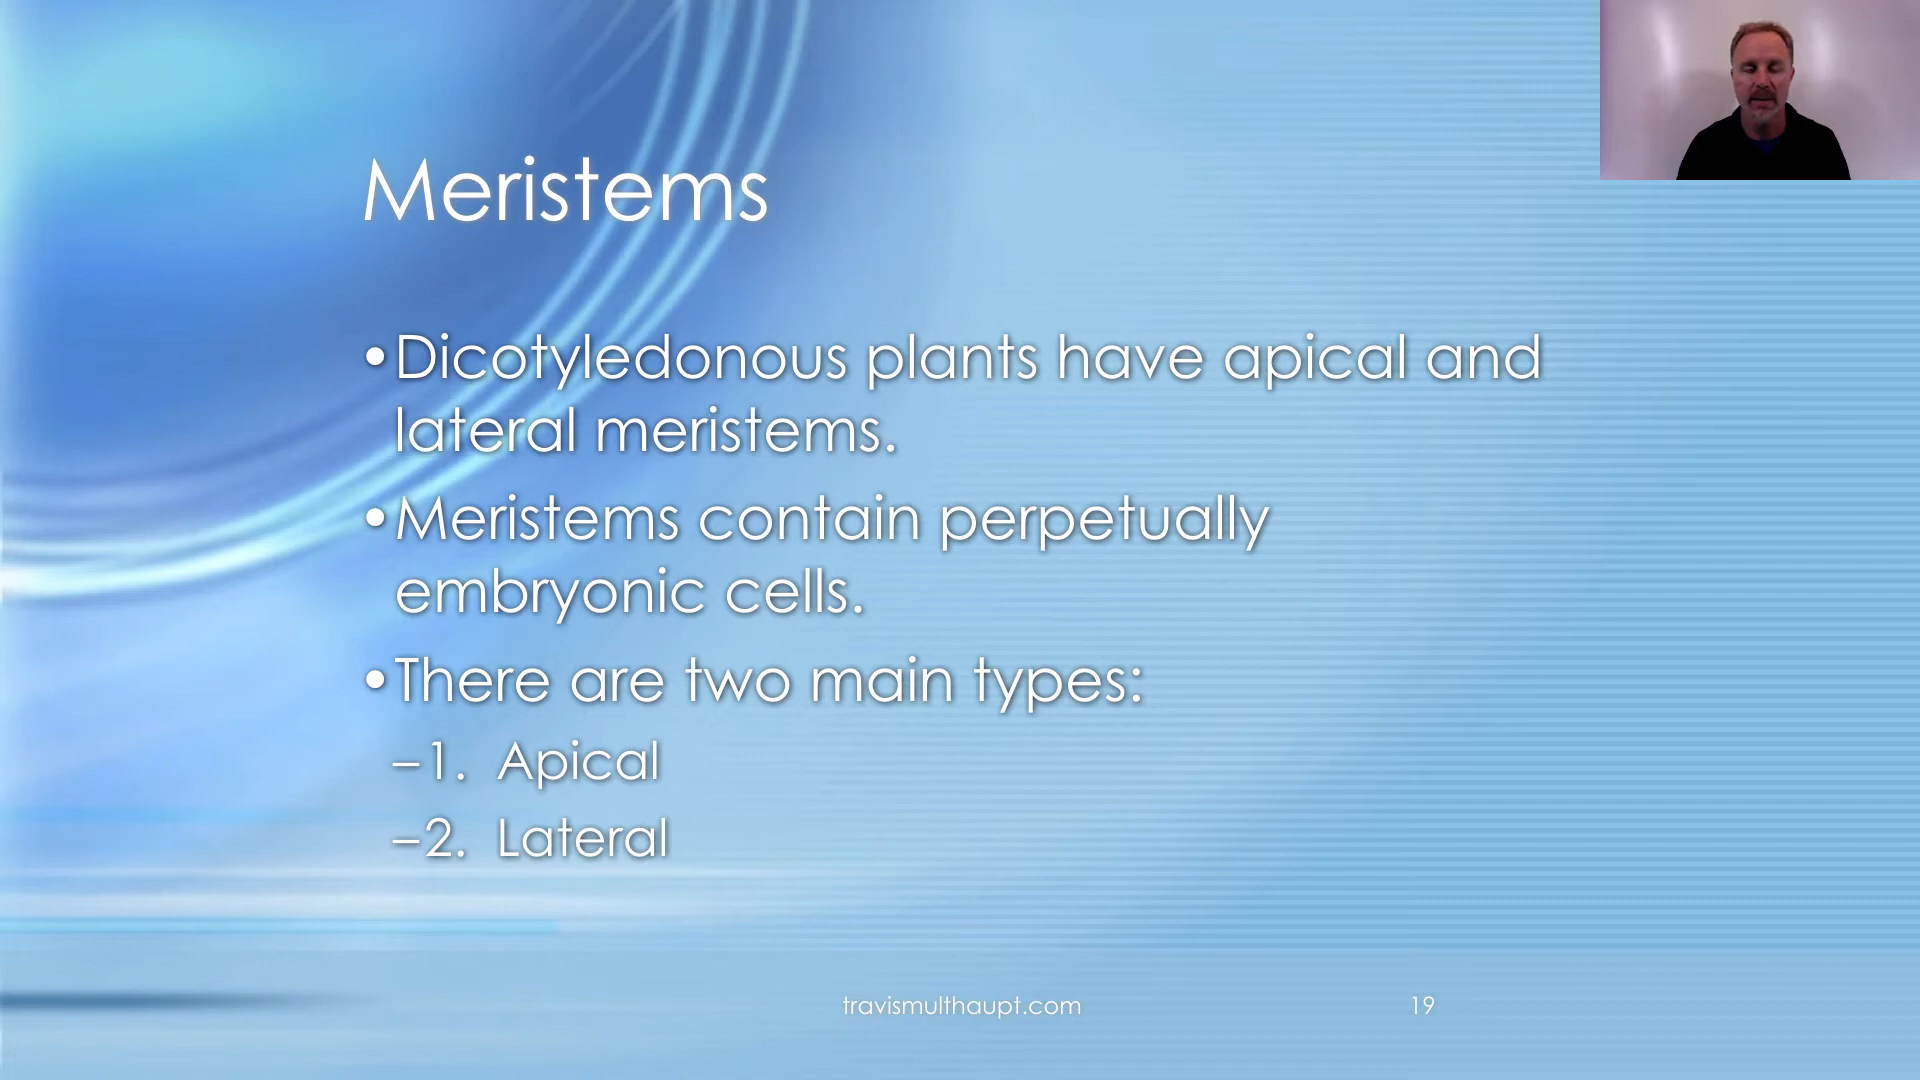 Meristems
•Dicotyledonous plants have apical and
lateral meristems.
•Meristems contain perpetually
embryonic cells.
•There are two main types:
–1.  Apical
–2.  Lateral
travismulthaupt.com
19